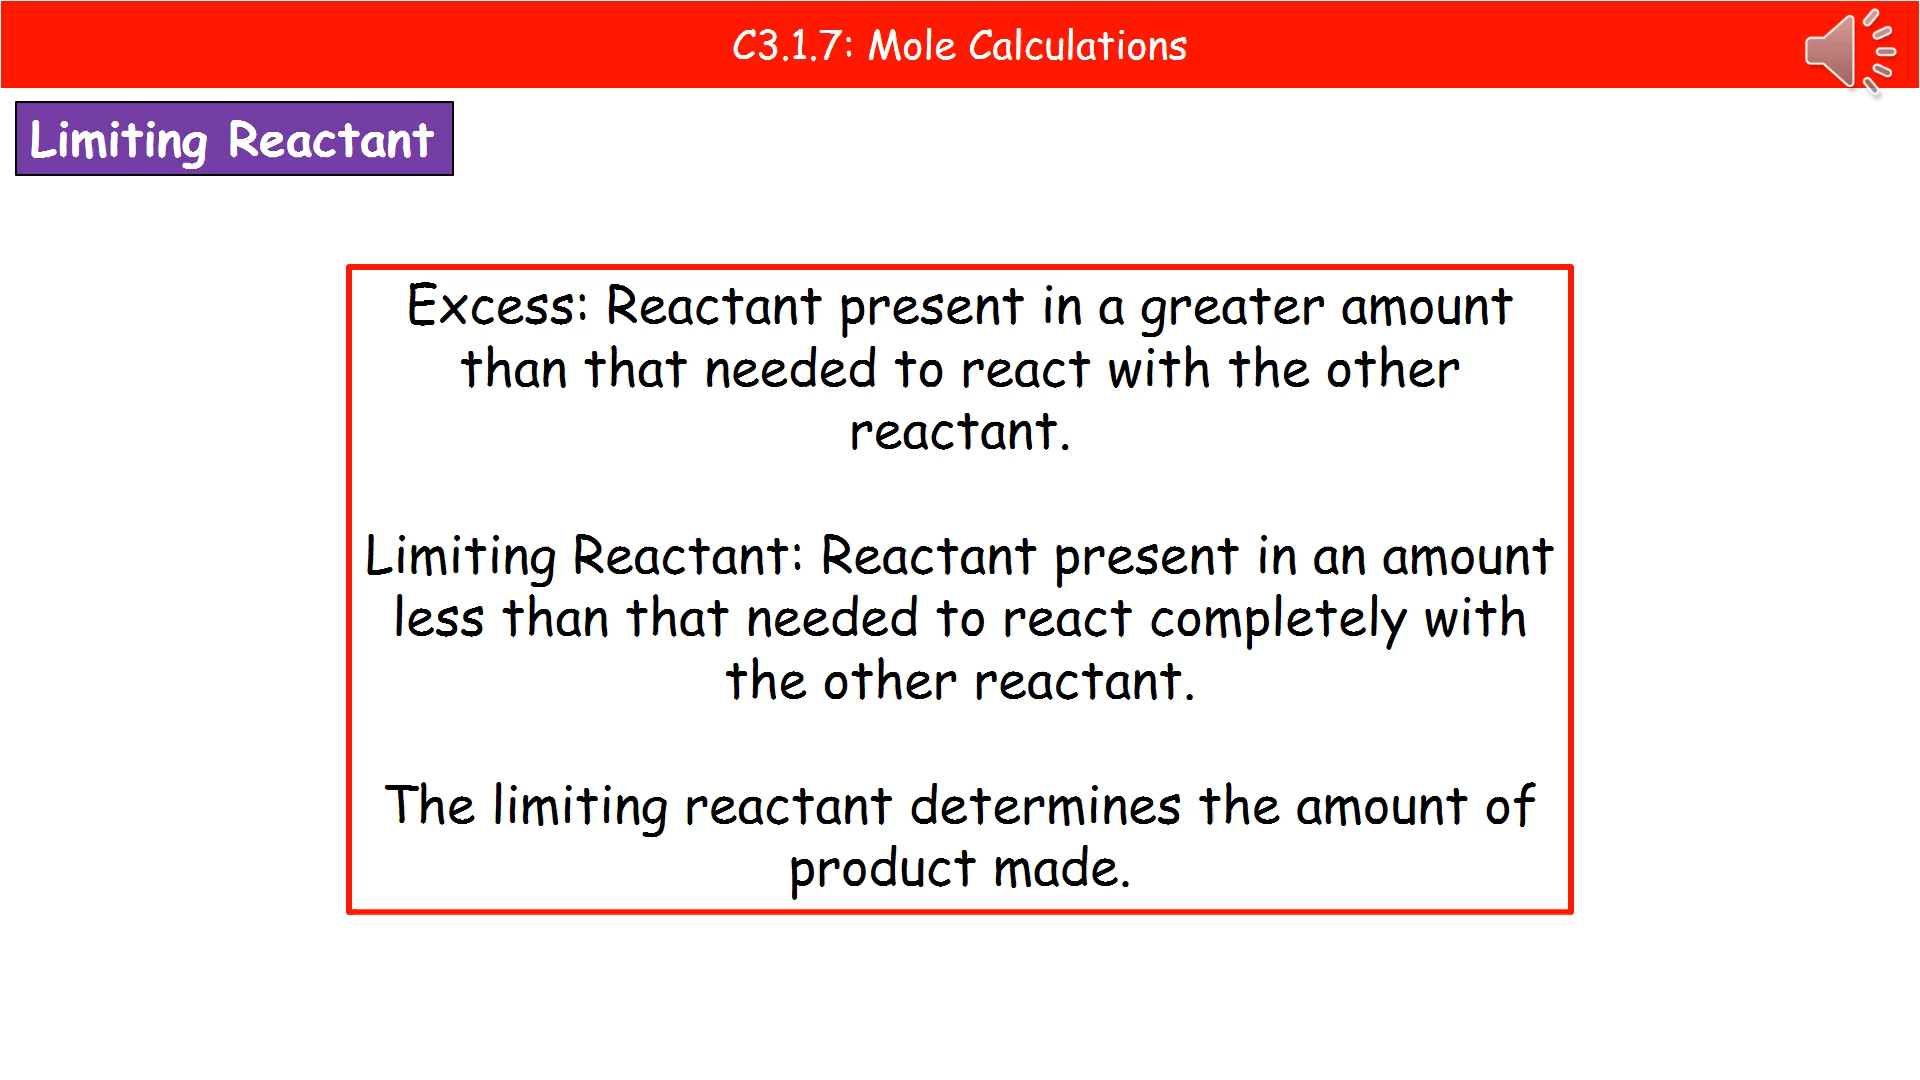 C3.1.7: Mole Calculations
Limiting Reactant
Excess: Reactant present in a greater amount
than that needed to react with the other
reactant.
Limiting Reactant: Reactant present in an amount
less than that needed to react completely with
the other reactant.
The limiting reactant determines the amount of
product made.